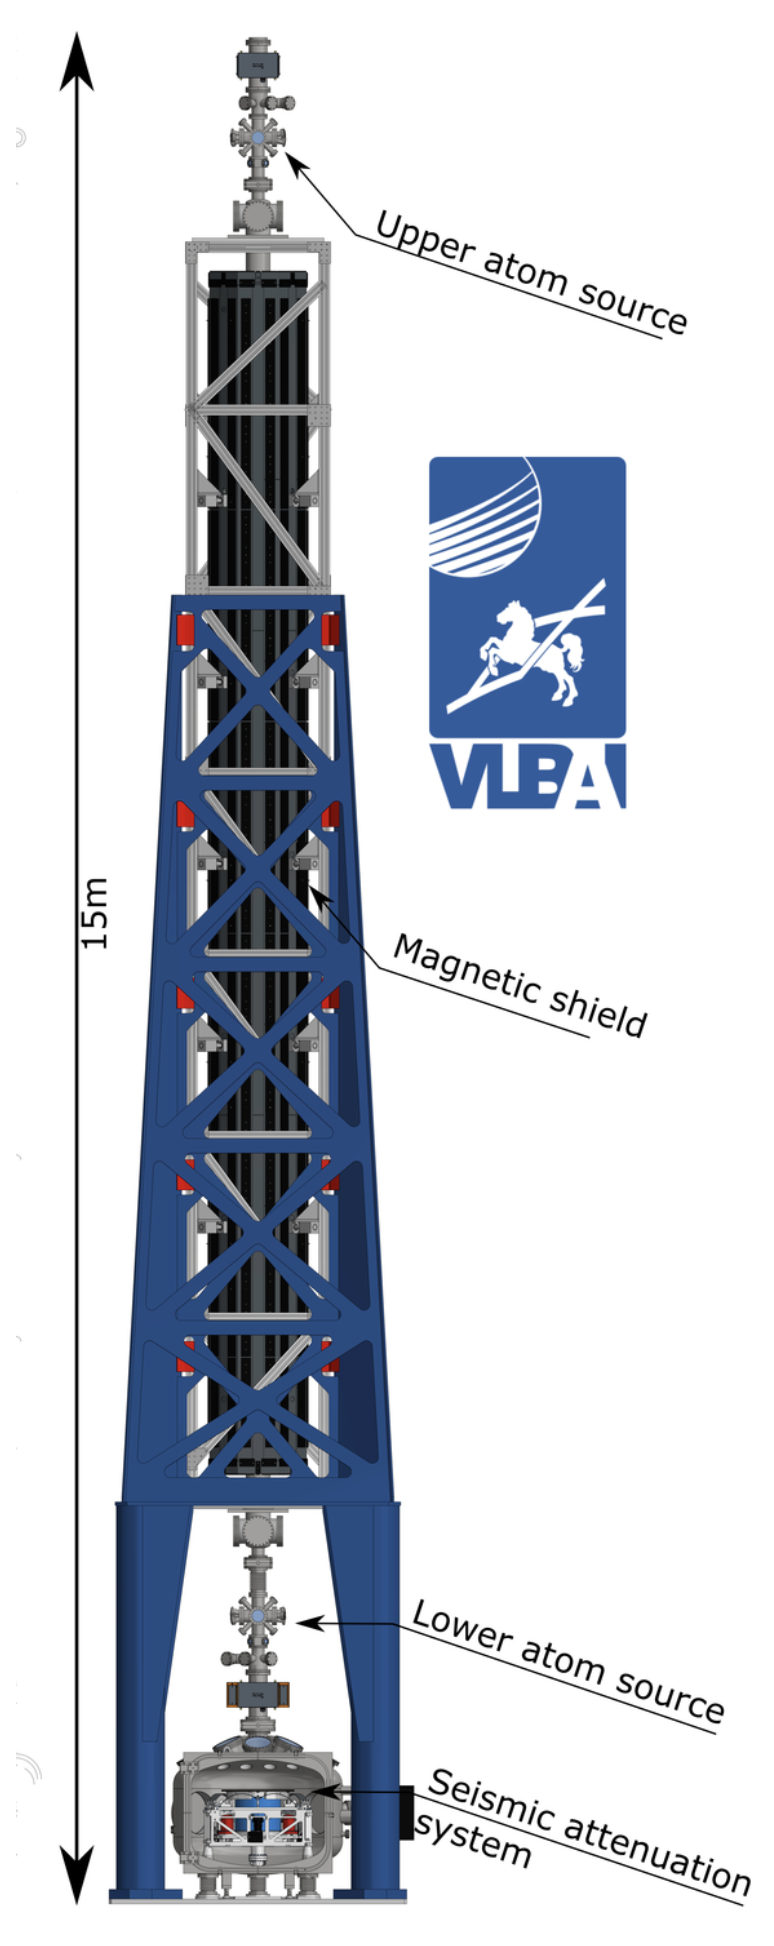 Upper atom source
VLBAI
15m
Magnetic shield
Lower atom source
Seismic attenuation
system